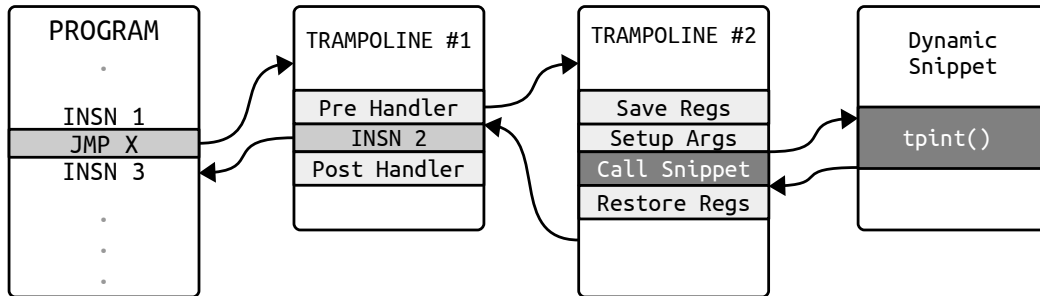 PROGRAM
INSN 1
JMP X
INSN 3
TRAMPOLINE #1
Pre Handler
INSN 2
Post Handler
TRAMPOLINE #2
Save Regs
Setup Args
Call Snippet
Restore Regs
Dynamic
Snippet
tpint()